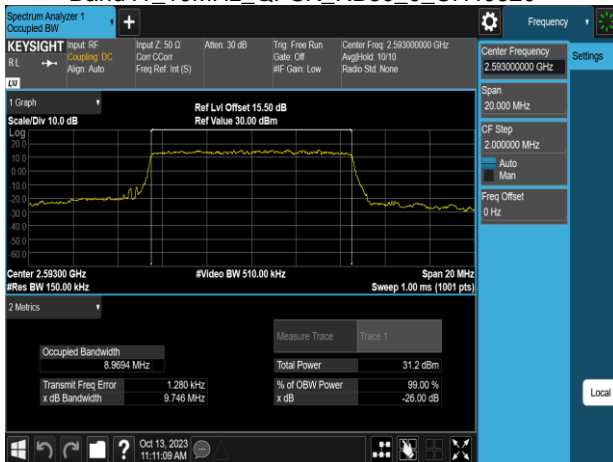 Spectrum Analyzer 1
Occupied BW
Frequency
KEYSIGHT
RL
Input: RF
Coupling: DC
Align: Auto
Input Z: 50 Ω
Corr CCorr
Freq Ref: Int (S)
Atten: 30 dB
Trig: Free Run
Gate: Off
#IF Gain: Low
Center Freq: 2.593000000 GHz
Avg|Hold: 10/10
Radio Std: None
LXI
1 Graph
Scale/Div 10.0 dB
Ref Lvl Offset 15.50 dB
Ref Value 30.00 dBm
Log
20.0
10.0
0.00
-10.0
-20.0
-30.0
-40.0
-50.0
-60.0
Center 2.59300 GHz
#Video BW 510.00 kHz
Span 20 MHz
#Res BW 150.00 kHz
Sweep 1.00 ms (1001 pts)
2 Metrics
Measure Trace
Trace 1
Occupied Bandwidth
8.9694 MHz
Total Power
31.2 dBm
Transmit Freq Error
1.280 kHz
% of OBW Power
99.00 %
x dB Bandwidth
9.746 MHz
x dB
-26.00 dB
Center Frequency
2.593000000 GHz
Settings
Span
20.000 MHz
CF Step
2.000000 MHz
Auto
Man
Freq Offset
0 Hz
Local
?
Oct 13, 2023
11:11:09 AM